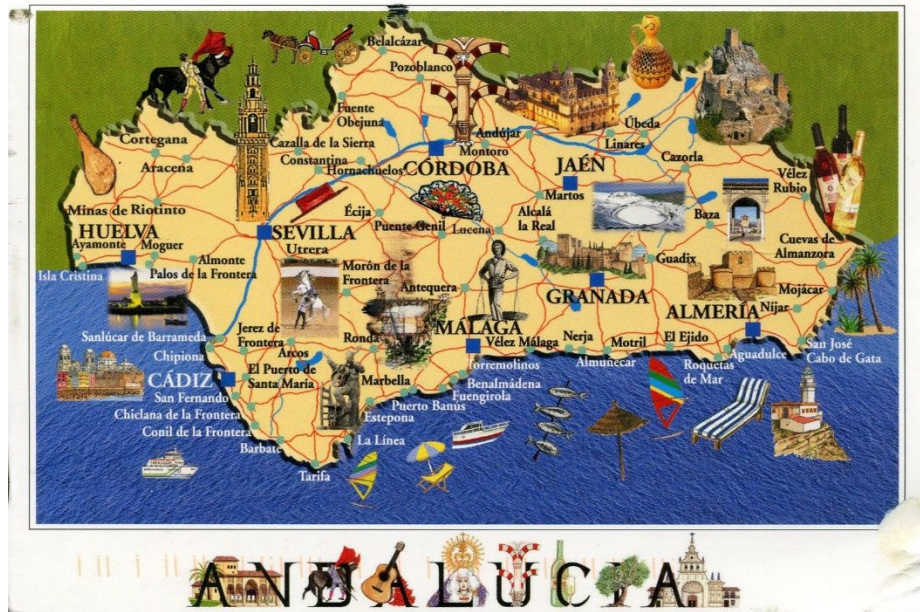 Belalcázar
Pozoblanco
Fuente
Obejuna
Cortegana
Aracena
Cazalla de la Sierra
Constantina
Hornachuelos
CÓRDOBA
Andújar
Montoro
Úbeda
Linares
JAÉN
Martos
Cazorla
Vélez
Rubio
Minas de Riotinto
HUELVA
Ayamonte
Moguer
Isla Cristina
Almonte
Palos de la Frontera
SEVILLA
Utrera
Écija
Puente Genil
Lucena
Alcalá
la Real
Baza
Cuevas de
Almanzora
Morón de la
Frontera
Antequera
GRANADA
Guadix
Mojácar
ALMERÍA
Níjar
Sanlúcar de Barrameda
Chipiona
Jerez de
Frontera
Arcos
Ronda
MÁLAGA
Vélez Málaga
Nerja
Motril
El Ejido
San José
Cabo de Gata
CÁDIZ
El Puerto de
Santa María
San Fernando
Chiclana de la Frontera
Conil de la Frontera
Barbate
Tarifa
La Línea
Estepona
Marbella
Puerto Banús
Fuengirola
Benalmádena
Torremolinos
Almuñecar
Roquetas
de Mar
Aguadulce
ANDALUCIA